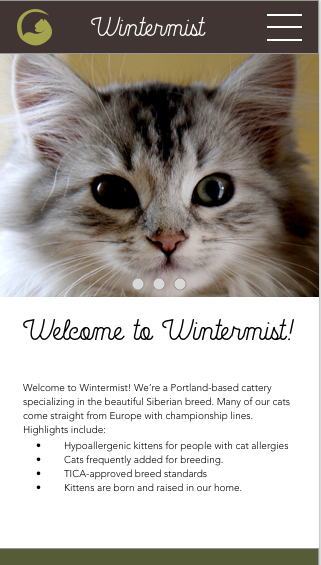 Wintermist
Welcome to Wintermist!
Welcome to Wintermist! We're a Portland-based cattery
specializing in the beautiful Siberian breed. Many of our cats
come straight from Europe with championship lines.
Highlights include:
• Hypoallergenic kittens for people with cat allergies
• Cats frequently added for breeding.
• TICA-approved breed standards
• Kittens are born and raised in our home.